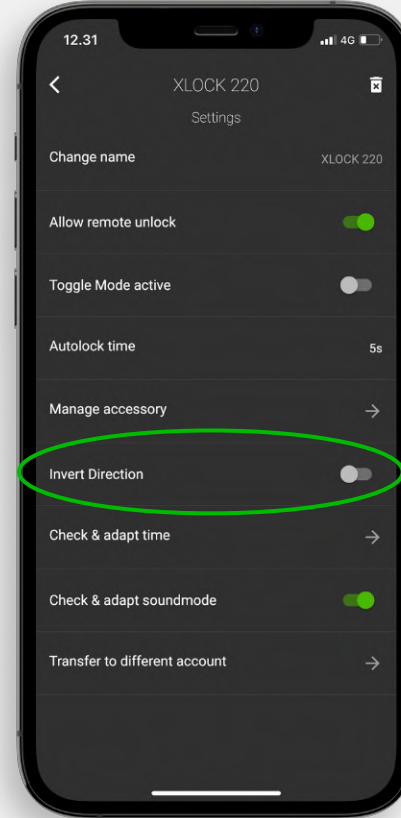 12.31
4G
XLOCK 220
Settings
Change name XLOCK 220
Allow remote unlock
Toggle Mode active
Autolock time 5s
Manage accessory
Invert Direction
Check & adapt time
Check & adapt soundmode
Transfer to different account